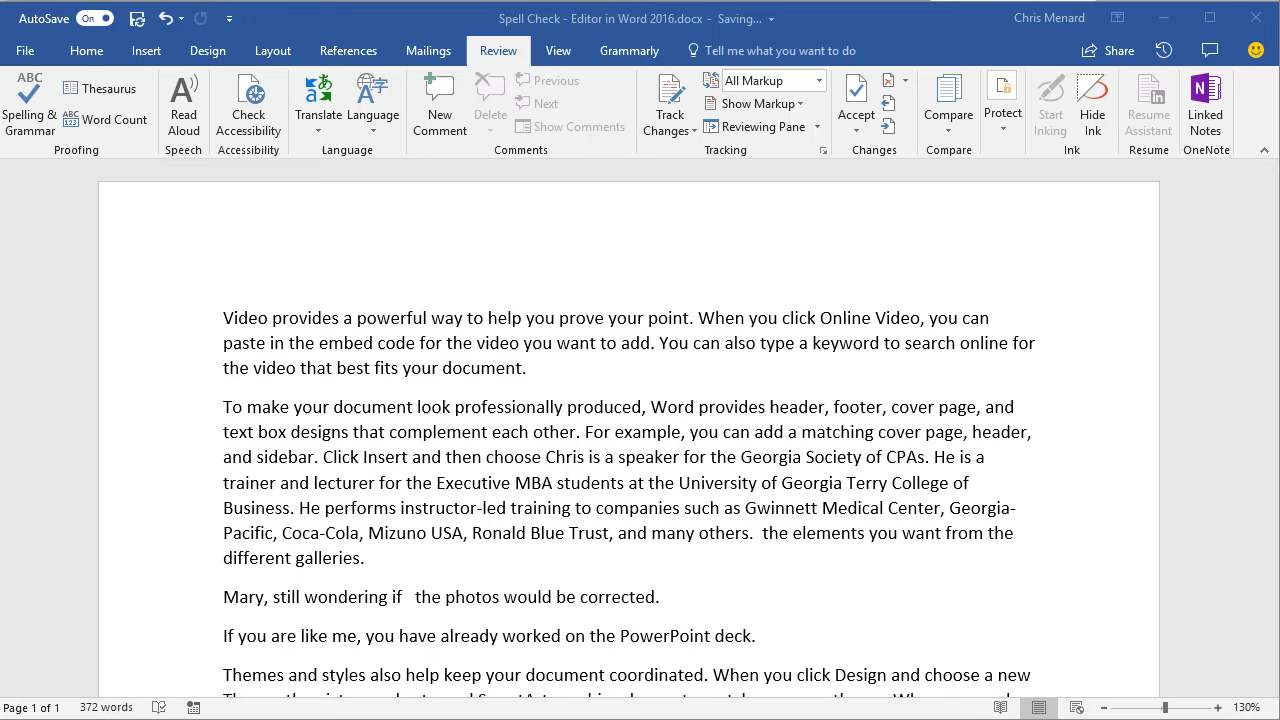 AutoSave On Spell Check - Editor in Word 2016.docx - Saving... Chris Menard
File Home Insert Design Layout References Mailings Review View Grammarly Tell me what you want to do Share
ABC Thesaurus Read Aloud Check Accessibility Translate Language New Comment Delete Previous Track Changes All Markup Accept Compare Protect Start Inking Hide Ink Resume Assistant Linked Notes
Spelling & Grammar ABC 123 Word Count Next Show Markup
Show Comments Reviewing Pane
Proofing Speech Accessibility Language Comments Tracking Changes Compare Ink Resume OneNote
Video provides a powerful way to help you prove your point. When you click Online Video, you can
paste in the embed code for the video you want to add. You can also type a keyword to search online for
the video that best fits your document.
To make your document look professionally produced, Word provides header, footer, cover page, and
text box designs that complement each other. For example, you can add a matching cover page, header,
and sidebar. Click Insert and then choose Chris is a speaker for the Georgia Society of CPAs. He is a
trainer and lecturer for the Executive MBA students at the University of Georgia Terry College of
Business. He performs instructor-led training to companies such as Gwinnett Medical Center, Georgia-
Pacific, Coca-Cola, Mizuno USA, Ronald Blue Trust, and many others.  the elements you want from the
different galleries.
Mary, still wondering if   the photos would be corrected.
If you are like me, you have already worked on the PowerPoint deck.
Themes and styles also help keep your document coordinated. When you click Design and choose a new
Page 1 of 1 372 words 130%